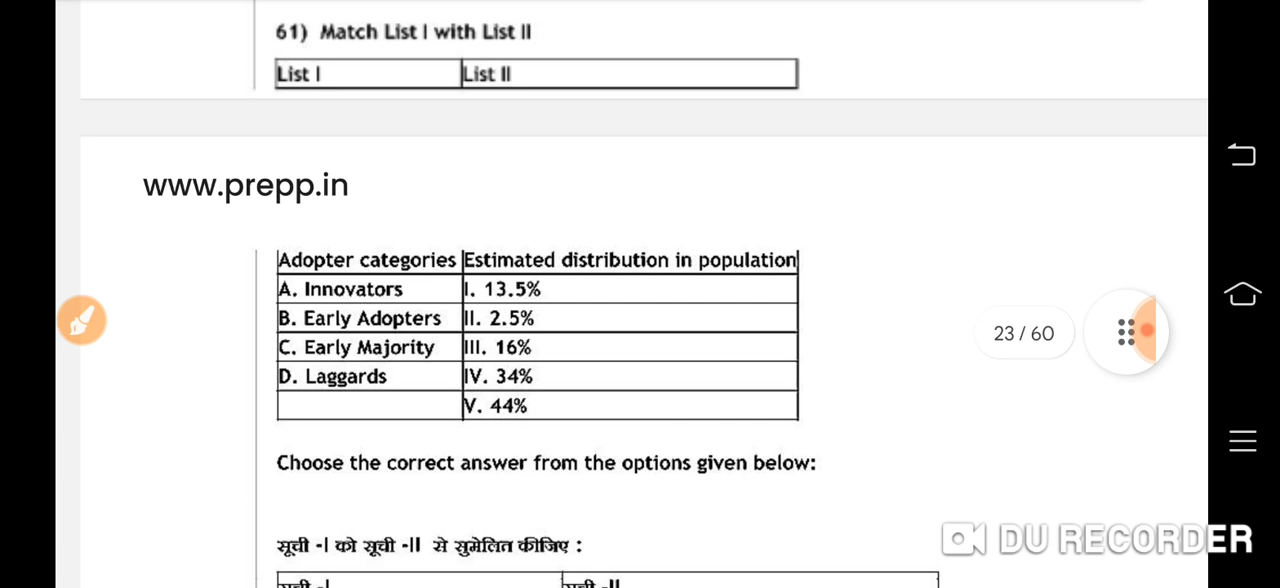 61) Match List I with List II
List I List II
www.prepp.in
Adopter categories Estimated distribution in population
A. Innovators I. 13.5%
B. Early Adopters II. 2.5%
C. Early Majority III. 16%
D. Laggards IV. 34%
V. 44%
23 / 60
Choose the correct answer from the options given below:
सूची -I को सूची -II से सुमेलित कीजिए :
DU RECORDER
सूची -I सूची -II